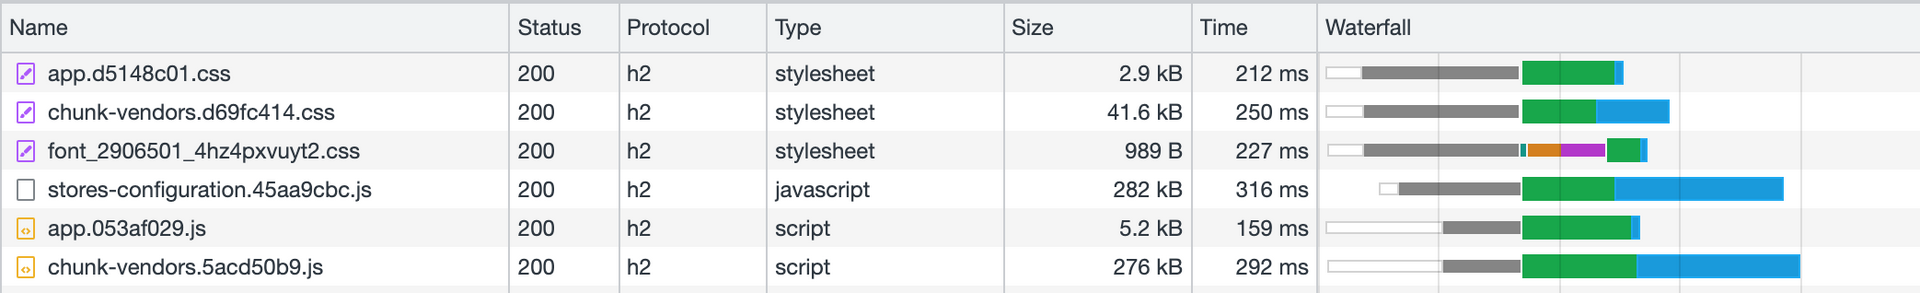 Name Status Protocol Type Size Time Waterfall
app.d5148c01.css 200 h2 stylesheet 2.9 kB 212 ms
chunk-vendors.d69fc414.css 200 h2 stylesheet 41.6 kB 250 ms
font_2906501_4hz4pxvuyt2.css 200 h2 stylesheet 989 B 227 ms
stores-configuration.45aa9cbc.js 200 h2 javascript 282 kB 316 ms
app.053af029.js 200 h2 script 5.2 kB 159 ms
chunk-vendors.5acd50b9.js 200 h2 script 276 kB 292 ms